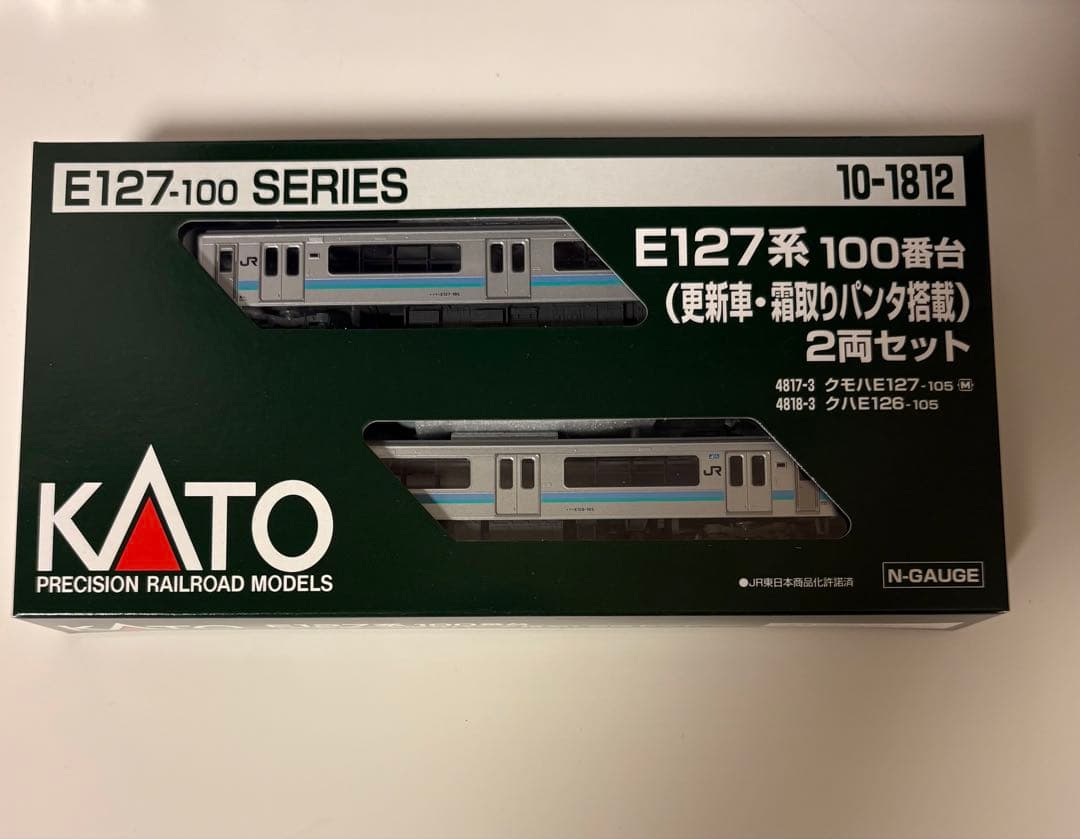 E127-100 SERIES
10-1812
E127系 100番台
(更新車・霜取りパンタ搭載)
2両セット
4817-3 クモハE127-105 M
4818-3 クハE126-105
JR
JR
KATO
PRECISION RAILROAD MODELS
●JR東日本商品化許諾済
N-GAUGE
KATO